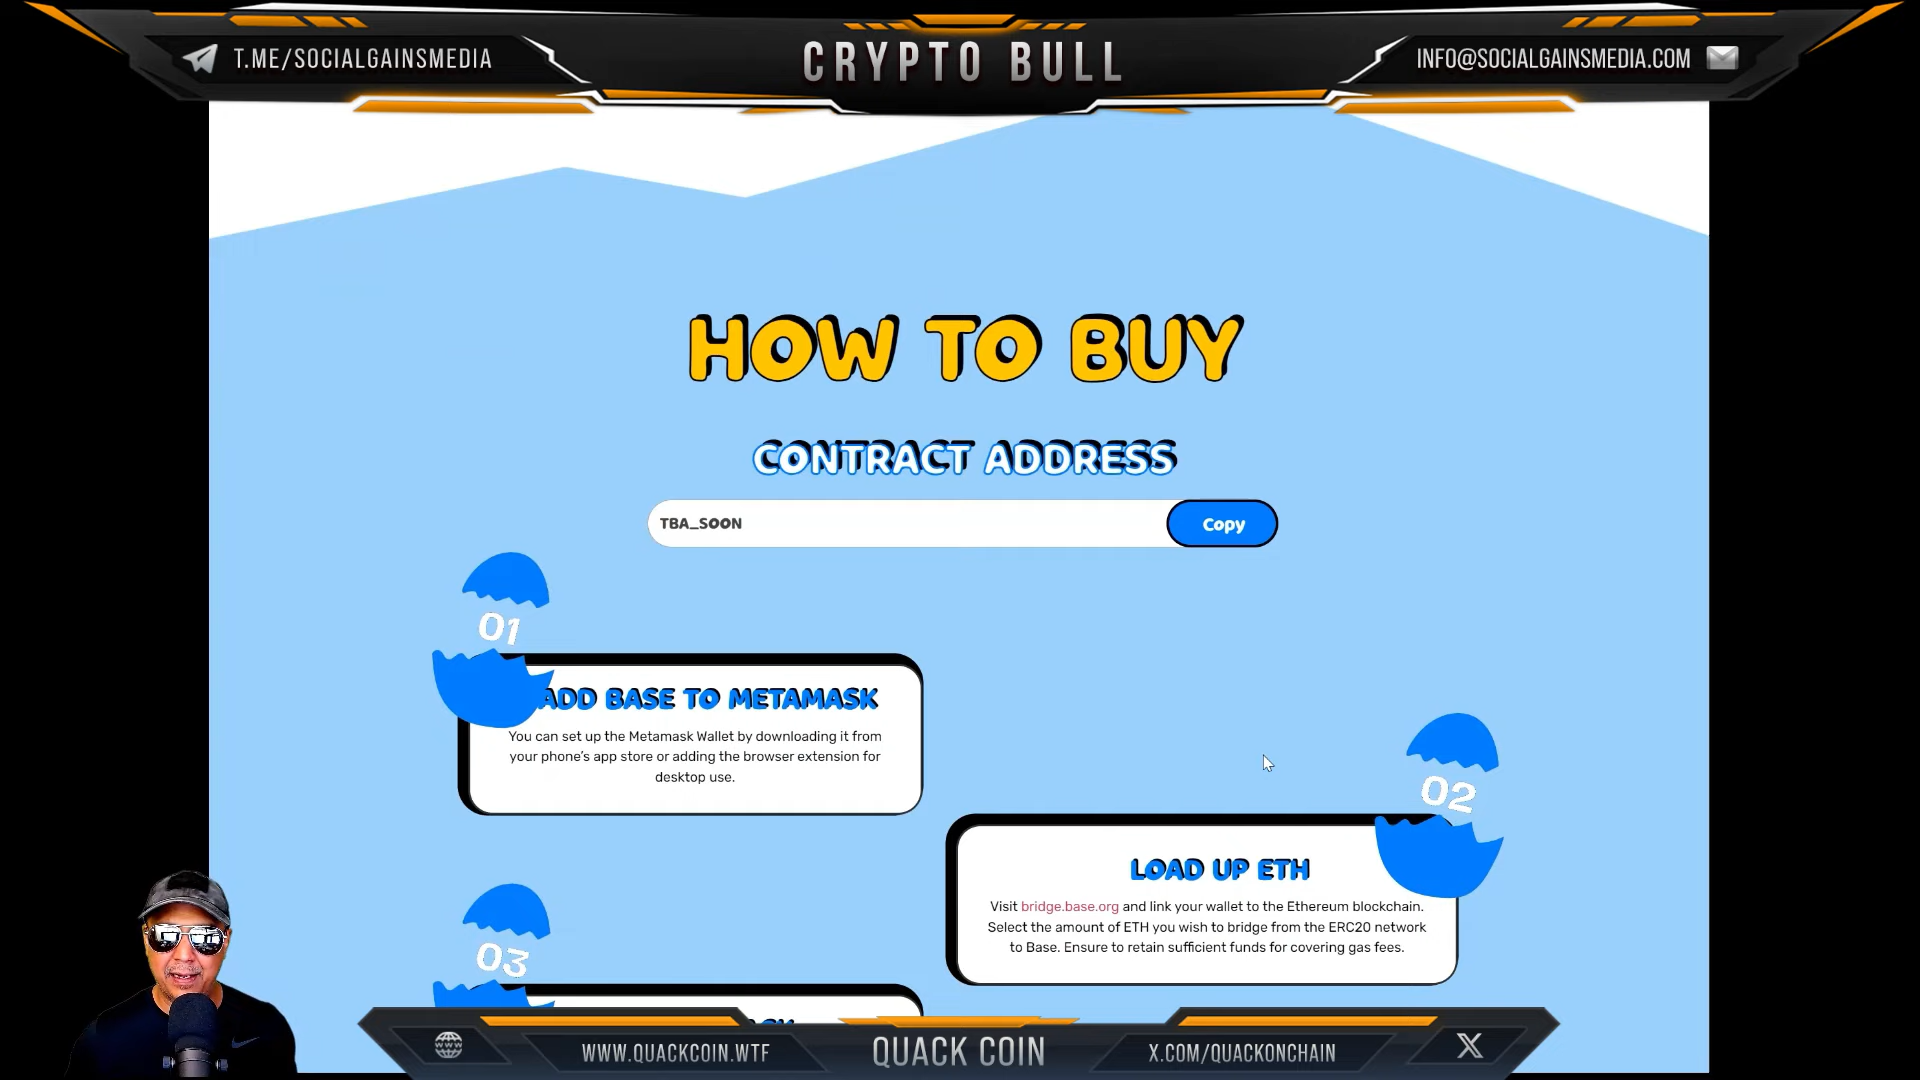 T.ME/SOCIALGAINSMEDIA
CRYPTO BULL
INFO@SOCIALGAINSMEDIA.COM
HOW TO BUY
CONTRACT ADDRESS
TBA_SOON
Copy
01
ADD BASE TO METAMASK
You can set up the Metamask Wallet by downloading it from
your phone's app store or adding the browser extension for
desktop use.
02
LOAD UP ETH
Visit bridge.base.org and link your wallet to the Ethereum blockchain.
Select the amount of ETH you wish to bridge from the ERC20 network
to Base. Ensure to retain sufficient funds for covering gas fees.
03
WWW.QUACKCOIN.WTF
QUACK COIN
X.COM/QUACKONCHAIN